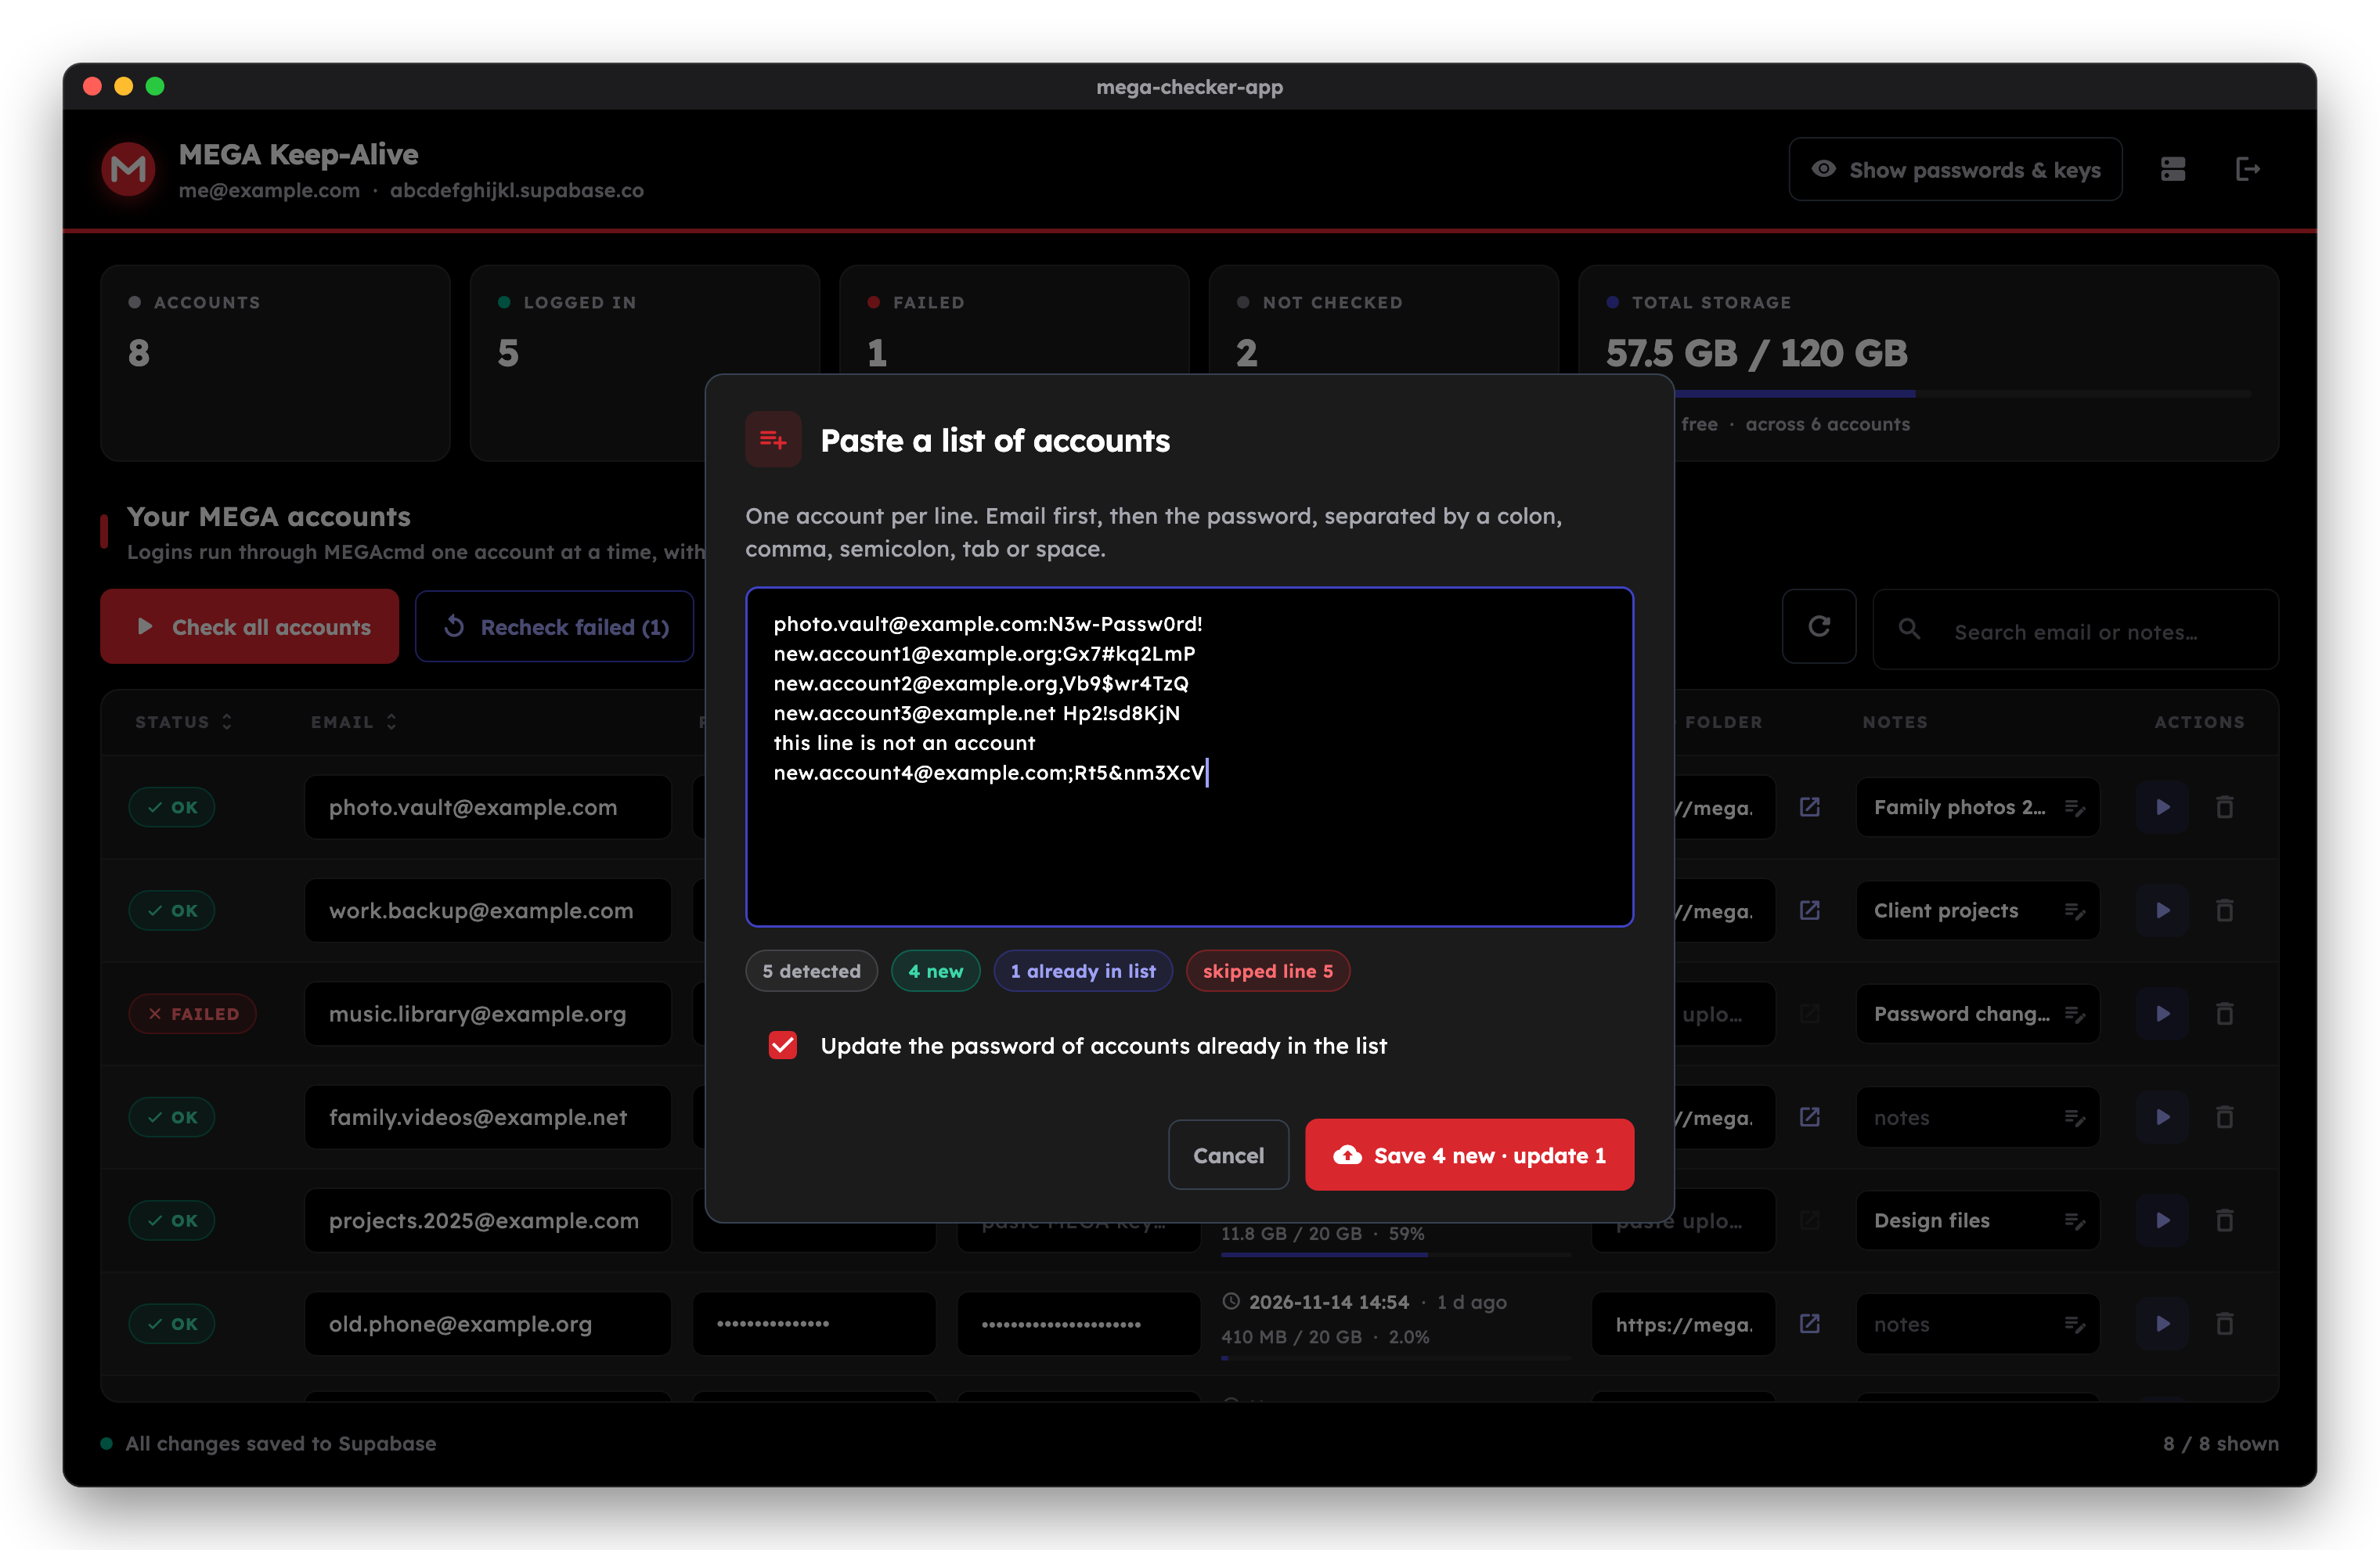 mega-checker-app
MEGA Keep-Alive
me@example.com · abcdefghijkl.supabase.co
Show passwords & keys
ACCOUNTS
8
LOGGED IN
5
FAILED
1
NOT CHECKED
2
TOTAL STORAGE
57.5 GB / 120 GB
free · across 6 accounts
Your MEGA accounts
Logins run through MEGAcmd one account at a time, with
Check all accounts
Recheck failed (1)
Search email or notes…
Paste a list of accounts
One account per line. Email first, then the password, separated by a colon,
comma, semicolon, tab or space.
photo.vault@example.com:N3w-Passw0rd!
new.account1@example.org:Gx7#kq2LmP
new.account2@example.org,Vb9$wr4TzQ
new.account3@example.net Hp2!sd8KjN
this line is not an account
new.account4@example.com;Rt5&nm3XcV
5 detected
4 new
1 already in list
skipped line 5
Update the password of accounts already in the list
Cancel
Save 4 new · update 1
STATUS EMAIL FOLDER NOTES ACTIONS
OK photo.vault@example.com //mega. Family photos 2…
OK work.backup@example.com //mega. Client projects
FAILED music.library@example.org uplo… Password chang…
OK family.videos@example.net //mega. notes
OK projects.2025@example.com paste MEGA key… 11.8 GB / 20 GB · 59% paste uplo… Design files
OK old.phone@example.org ••••••••••••••• •••••••••••••••••••••• 2026-11-14 14:54 · 1 d ago https://mega. notes
410 MB / 20 GB · 2.0%
All changes saved to Supabase
8 / 8 shown